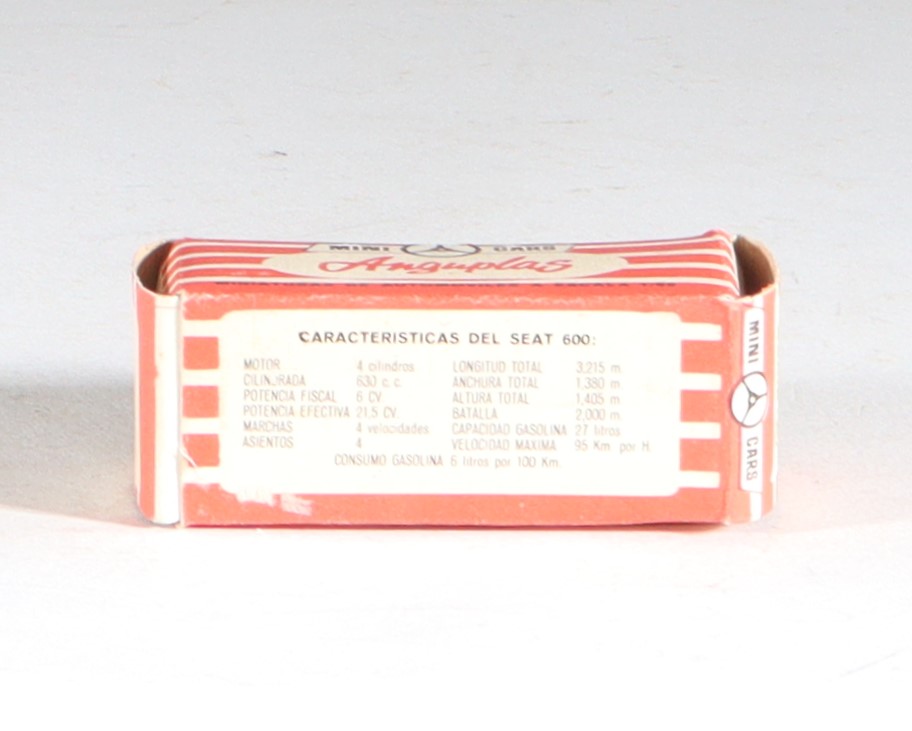 MINI CARS
Anguplas
CARACTERISTICAS DEL SEAT 600:
MOTOR 4 cilindros LONGITUD TOTAL 3,215 m
CILINDRADA 630 c. c. ANCHURA TOTAL 1,380 m
POTENCIA FISCAL 6 CV ALTURA TOTAL 1,405 m
POTENCIA EFECTIVA 21,5 CV. BATALLA 2,000 m
MARCHAS 4 velocidades CAPACIDAD GASOLINA 27 litros
ASIENTOS 4 VELOCIDAD MAXIMA 95 Km por H.
CONSUMO GASOLINA 6 litros por 100 Km.
MINI CARS